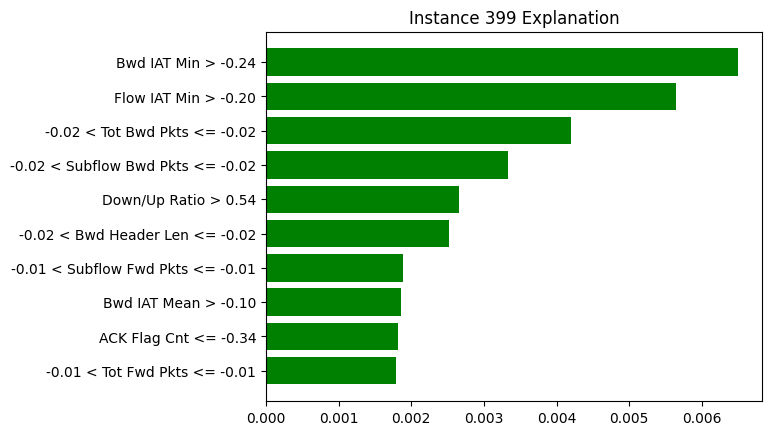 Instance 399 Explanation
Bwd IAT Min > -0.24
Flow IAT Min > -0.20
-0.02 < Tot Bwd Pkts <= -0.02
-0.02 < Subflow Bwd Pkts <= -0.02
Down/Up Ratio > 0.54
-0.02 < Bwd Header Len <= -0.02
-0.01 < Subflow Fwd Pkts <= -0.01
Bwd IAT Mean > -0.10
ACK Flag Cnt <= -0.34
-0.01 < Tot Fwd Pkts <= -0.01
0.000 0.001 0.002 0.003 0.004 0.005 0.006